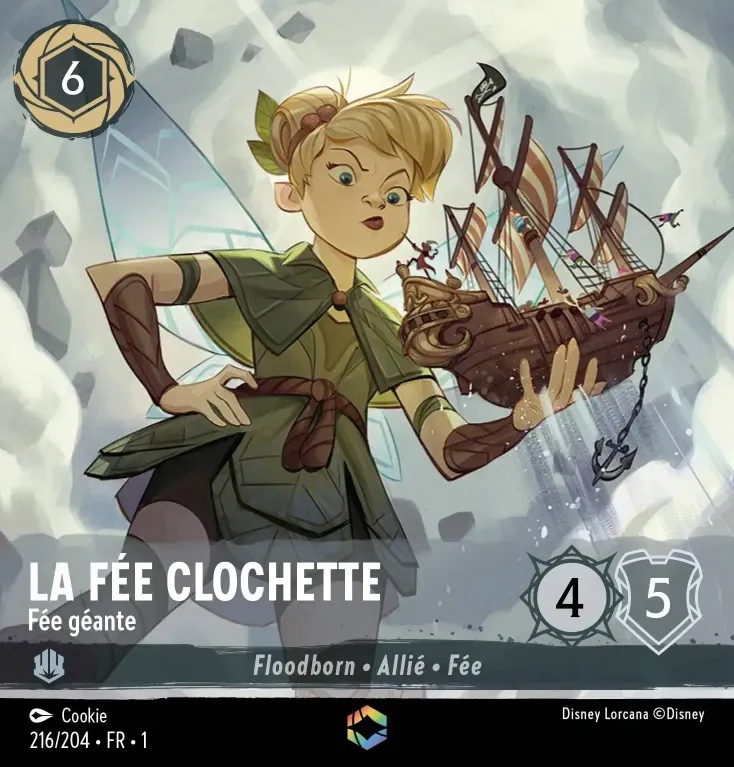 6
LA FÉE CLOCHETTE
Fée géante
4
5
Floodborn • Allié • Fée
Cookie
216/204 • FR • 1
Disney Lorcana ©Disney